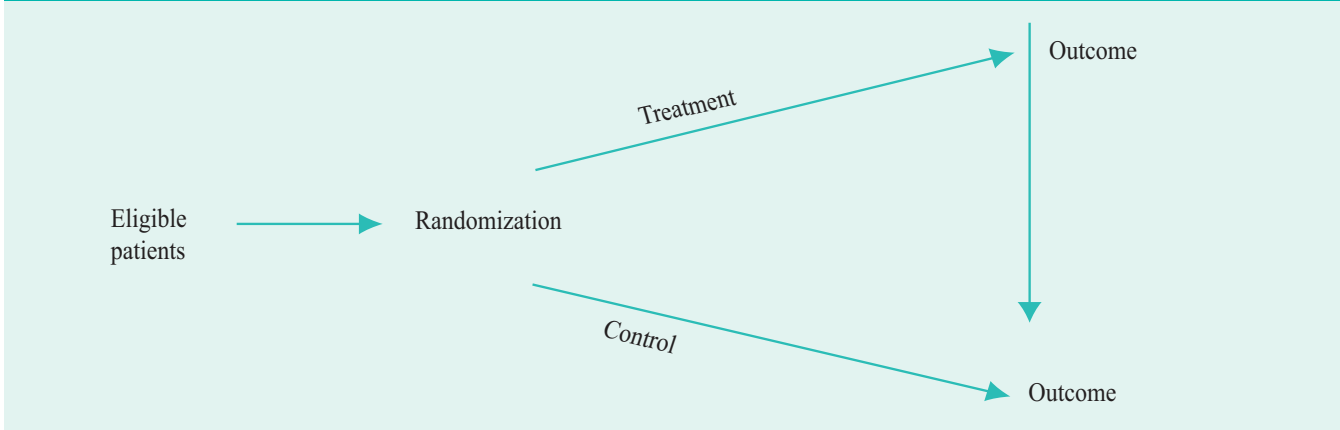 Outcome
Treatment
Eligible
patients
Randomization
Control
Outcome